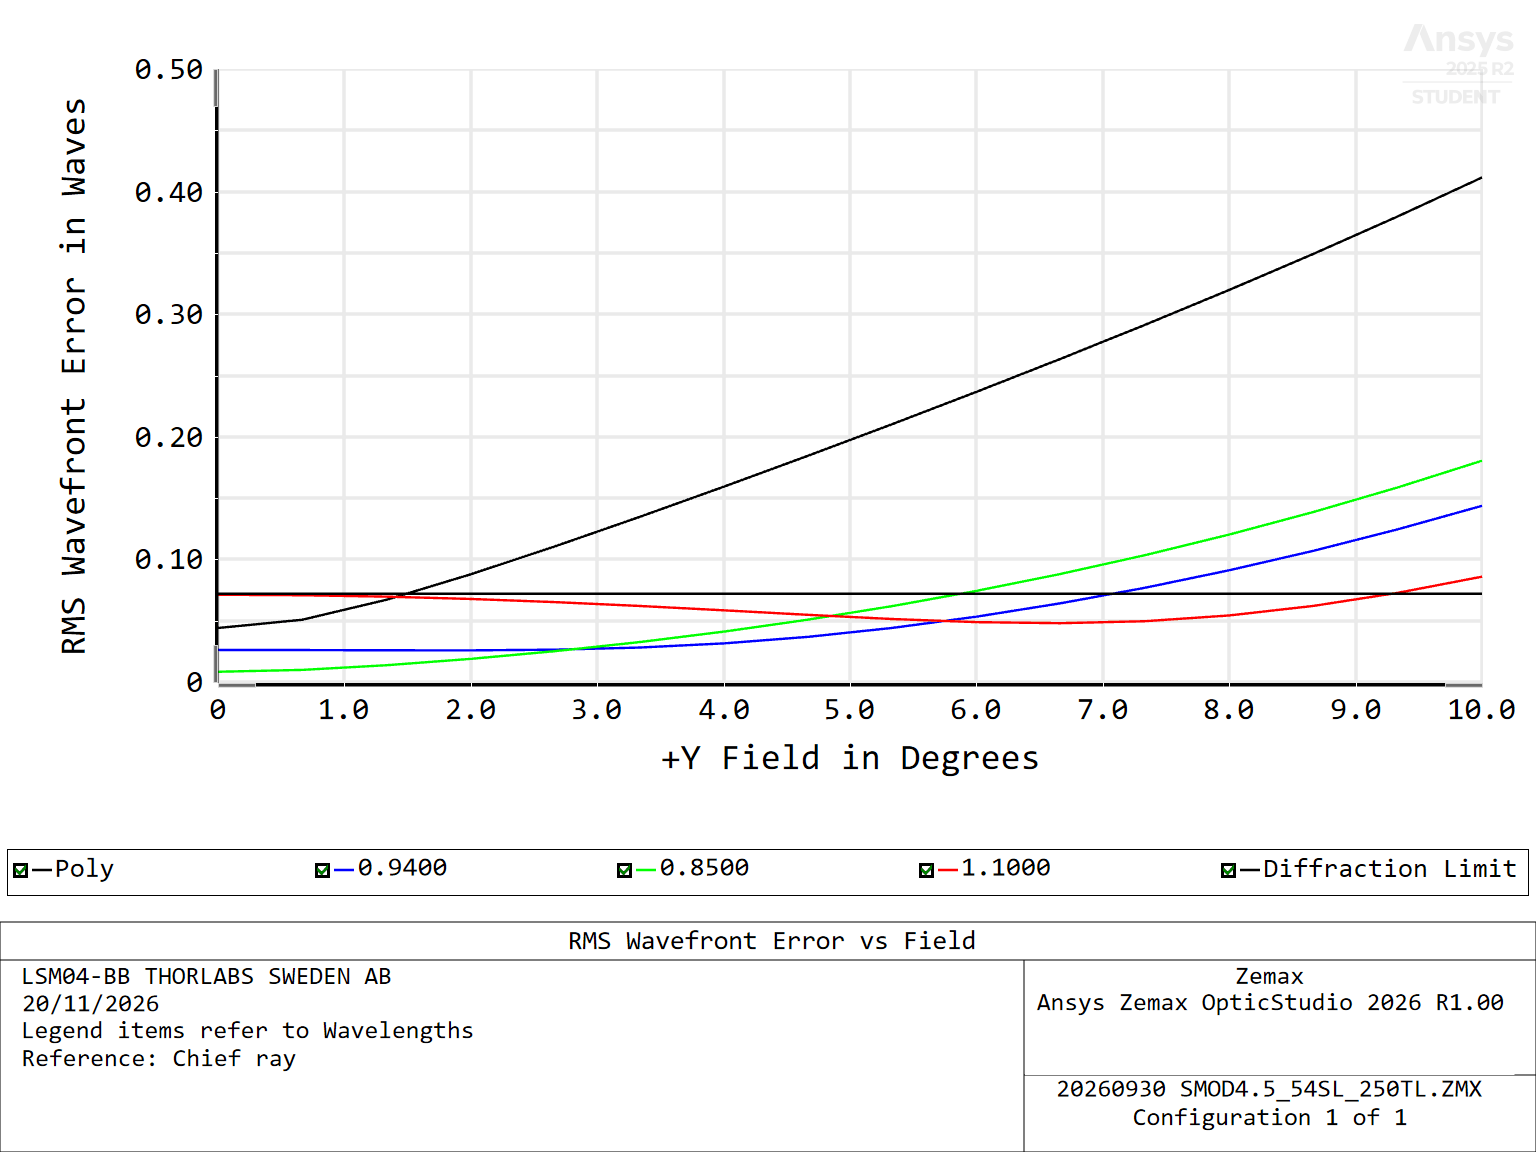 Ansys
2025 R2
STUDENT
0.50
0.40
0.30
0.20
0.10
0
RMS Wavefront Error in Waves
0 1.0 2.0 3.0 4.0 5.0 6.0 7.0 8.0 9.0 10.0
+Y Field in Degrees
Poly 0.9400 0.8500 1.1000 Diffraction Limit
RMS Wavefront Error vs Field
LSM04-BB THORLABS SWEDEN AB
20/11/2026
Legend items refer to Wavelengths
Reference: Chief ray
Zemax
Ansys Zemax OpticStudio 2026 R1.00
20260930 SMOD4.5_54SL_250TL.ZMX
Configuration 1 of 1